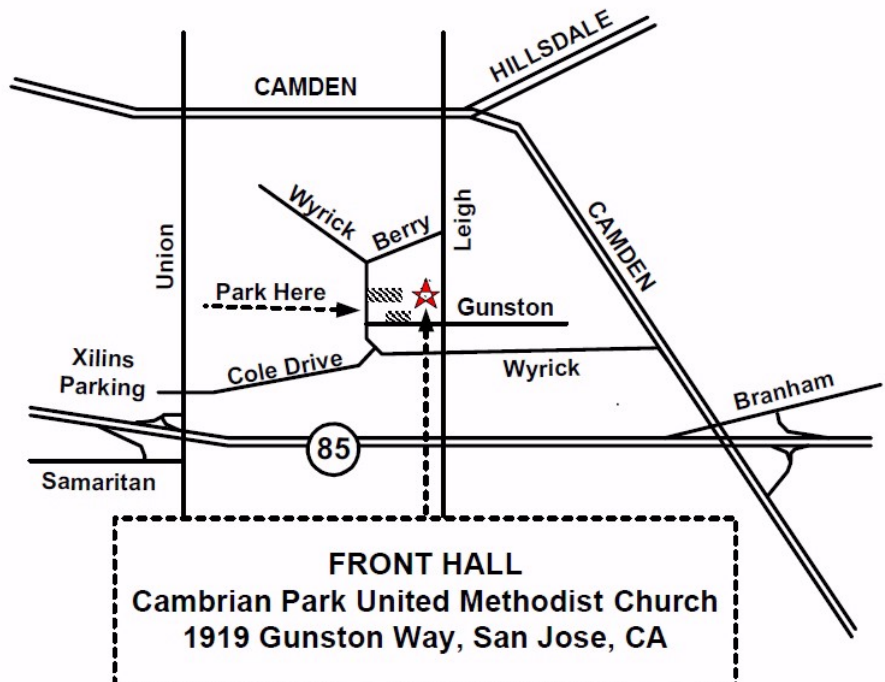 HILLSDALE
CAMDEN
Wyrick
Berry
Leigh
Union
CAMDEN
Park Here
Gunston
Xilins
Parking
Cole Drive
Wyrick
Branham
85
Samaritan
FRONT HALL
Cambrian Park United Methodist Church
1919 Gunston Way, San Jose, CA